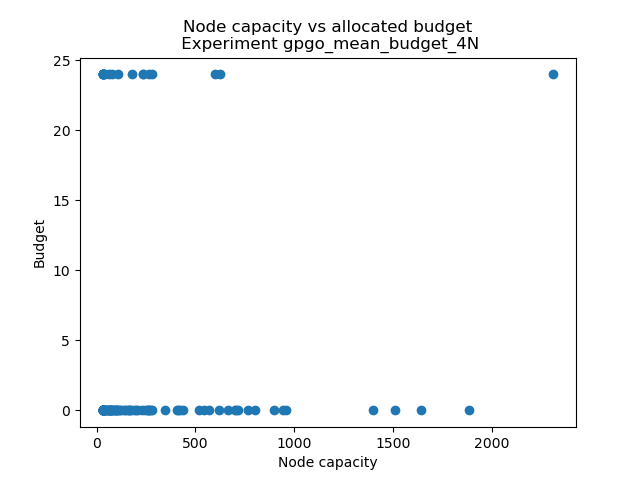 Node capacity vs allocated budget
Experiment gpgo_mean_budget_4N
25
20
15
10
5
0
Budget
0 500 1000 1500 2000
Node capacity